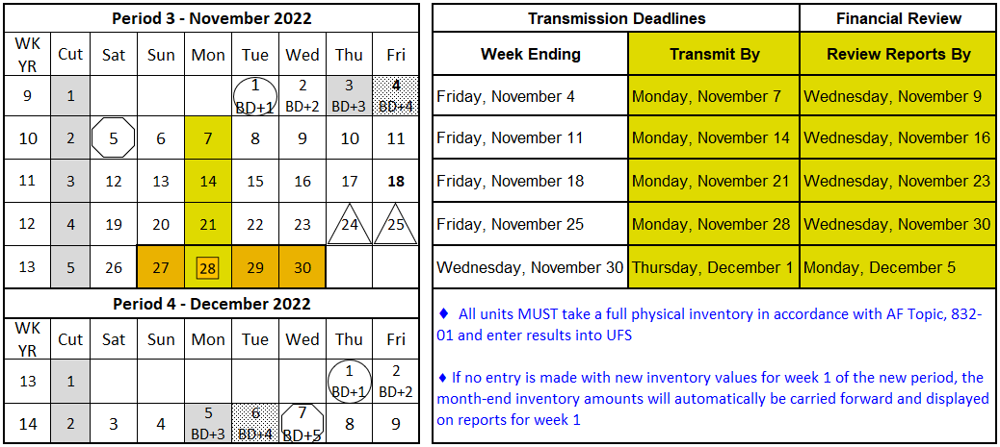 Period 3 - November 2022
WK YR Cut Sat Sun Mon Tue Wed Thu Fri
9 1 1 BD+1 2 BD+2 3 BD+3 4 BD+4
10 2 5 6 7 8 9 10 11
11 3 12 13 14 15 16 17 18
12 4 19 20 21 22 23 24 25
13 5 26 27 28 29 30
Period 4 - December 2022
WK YR Cut Sat Sun Mon Tue Wed Thu Fri
13 1 1 BD+1 2 BD+2
14 2 3 4 5 BD+3 6 BD+4 7 BD+5 8 9
Transmission Deadlines Financial Review
Week Ending Transmit By Review Reports By
Friday, November 4 Monday, November 7 Wednesday, November 9
Friday, November 11 Monday, November 14 Wednesday, November 16
Friday, November 18 Monday, November 21 Wednesday, November 23
Friday, November 25 Monday, November 28 Wednesday, November 30
Wednesday, November 30 Thursday, December 1 Monday, December 5
♦ All units MUST take a full physical inventory in accordance with AF Topic, 832-
01 and enter results into UFS
♦ If no entry is made with new inventory values for week 1 of the new period, the
month-end inventory amounts will automatically be carried forward and displayed
on reports for week 1